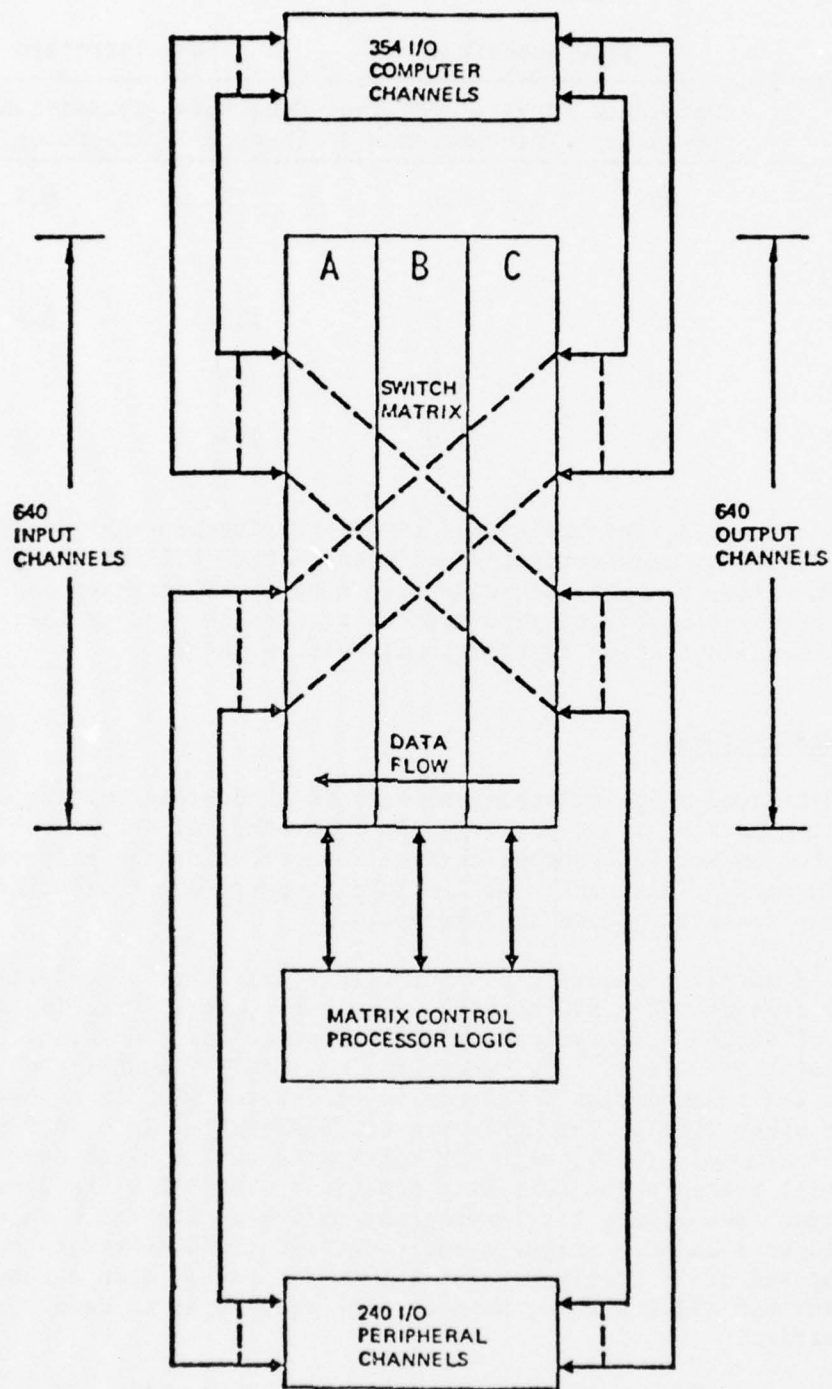 354 I/O
COMPUTER
CHANNELS
A B C
SWITCH
MATRIX
640
INPUT
CHANNELS
640
OUTPUT
CHANNELS
DATA
FLOW
MATRIX CONTROL
PROCESSOR LOGIC
240 I/O
PERIPHERAL
CHANNELS